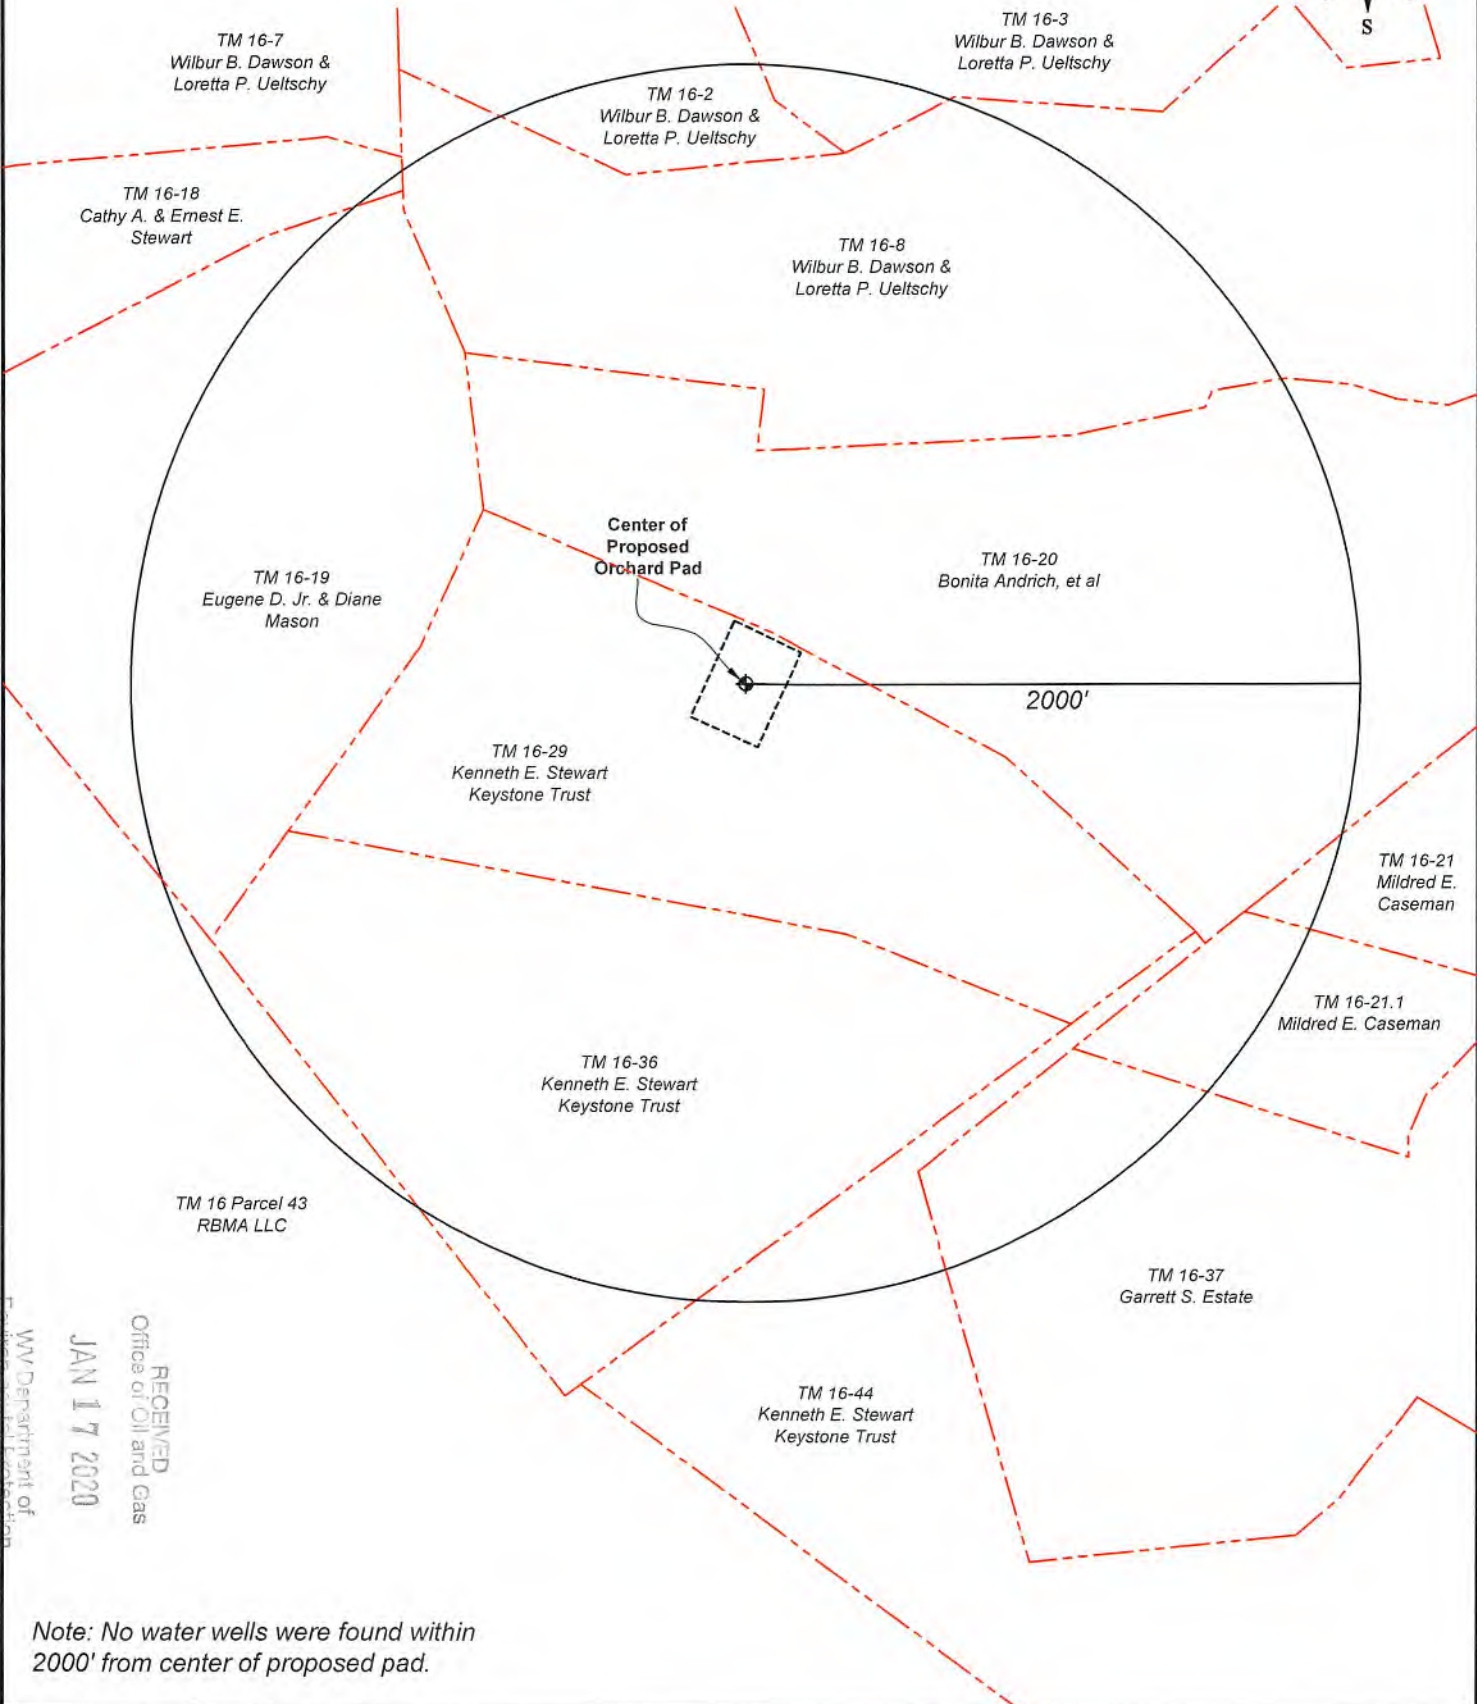 S
TM 16-7
Wilbur B. Dawson &
Loretta P. Ueltschy
TM 16-3
Wilbur B. Dawson &
Loretta P. Ueltschy
TM 16-2
Wilbur B. Dawson &
Loretta P. Ueltschy
TM 16-18
Cathy A. & Ernest E.
Stewart
TM 16-8
Wilbur B. Dawson &
Loretta P. Ueltschy
Center of
Proposed
Orchard Pad
TM 16-20
Bonita Andrich, et al
TM 16-19
Eugene D. Jr. & Diane
Mason
2000'
TM 16-29
Kenneth E. Stewart
Keystone Trust
TM 16-21
Mildred E.
Caseman
TM 16-21.1
Mildred E. Caseman
TM 16-36
Kenneth E. Stewart
Keystone Trust
TM 16 Parcel 43
RBMA LLC
TM 16-37
Garrett S. Estate
TM 16-44
Kenneth E. Stewart
Keystone Trust
RECEIVED
Office of Oil and Gas
JAN 17 2020
WV Department of
Note: No water wells were found within
2000' from center of proposed pad.